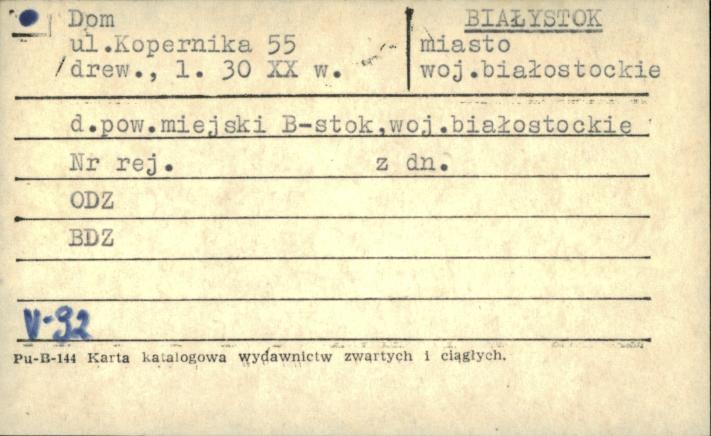 Dom
ul.Kopernika 55
/drew., l. 30 XX w.
BIAŁYSTOK
miasto
woj.białostockie
d.pow.miejski B-stok,woj.białostockie
Nr rej. z dn.
ODZ
BDZ
V-92
Pu-B-144 Karta katalogowa wydawnictw zwartych i ciągłych.